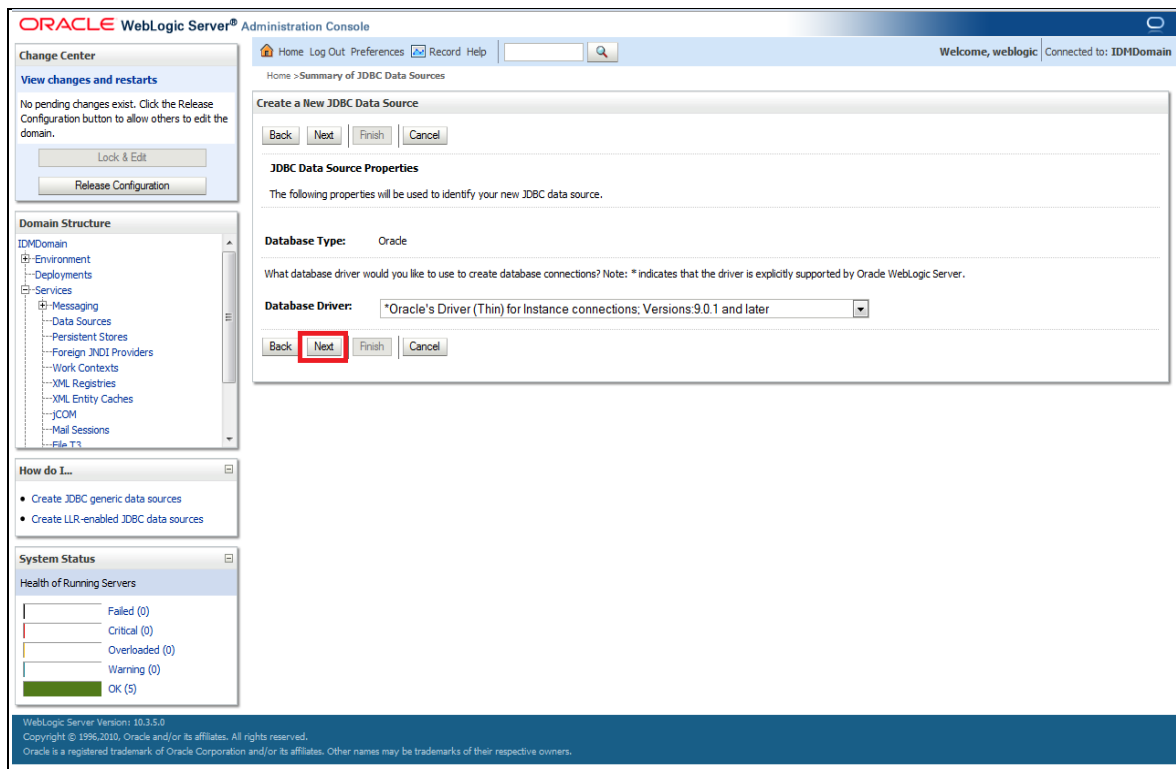 ORACLE WebLogic Server® Administration Console
Change Center
View changes and restarts
No pending changes exist. Click the Release
Configuration button to allow others to edit the
domain.
Lock & Edit
Release Configuration
Domain Structure
IDMDomain
Environment
Deployments
Services
Messaging
Data Sources
Persistent Stores
Foreign JNDI Providers
Work Contexts
XML Registries
XML Entity Caches
jCOM
Mail Sessions
File T3
How do I...
Create JDBC generic data sources
Create LLR-enabled JDBC data sources
System Status
Health of Running Servers
Failed (0)
Critical (0)
Overloaded (0)
Warning (0)
OK (5)
Home Log Out Preferences Record Help
Welcome, weblogic Connected to: IDMDomain
Home >Summary of JDBC Data Sources
Create a New JDBC Data Source
Back Next Finish Cancel
JDBC Data Source Properties
The following properties will be used to identify your new JDBC data source.
Database Type: Oracle
What database driver would you like to use to create database connections? Note: * indicates that the driver is explicitly supported by Oracle WebLogic Server.
Database Driver: *Oracle's Driver (Thin) for Instance connections; Versions:9.0.1 and later
Back Next Finish Cancel
WebLogic Server Version: 10.3.5.0
Copyright © 1996,2010, Oracle and/or its affiliates. All rights reserved.
Oracle is a registered trademark of Oracle Corporation and/or its affiliates. Other names may be trademarks of their respective owners.